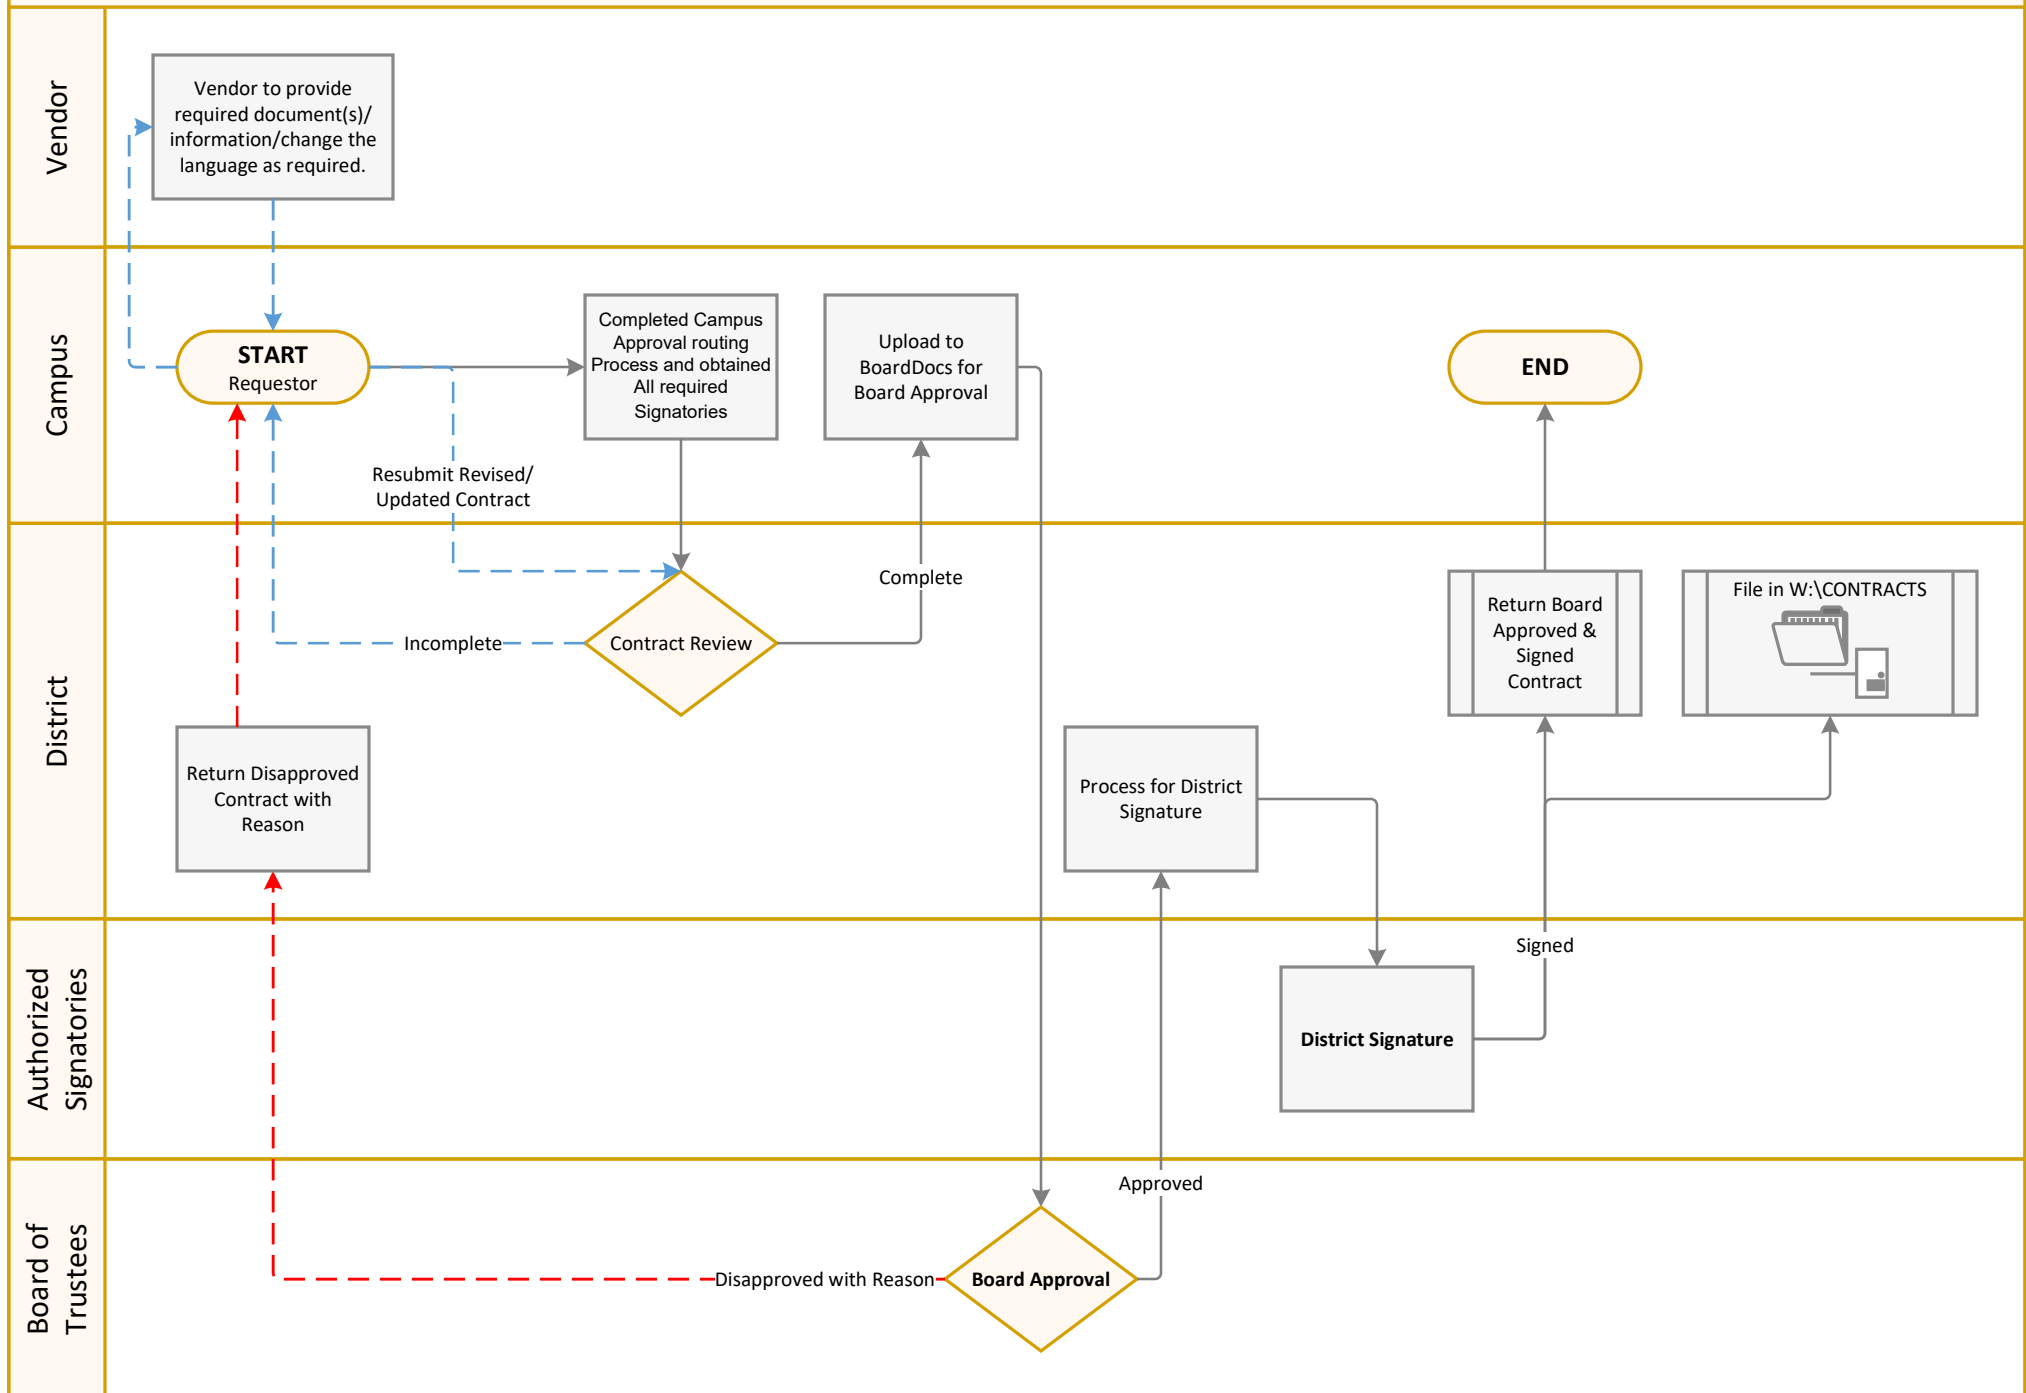 Vendor
Vendor to provide
required document(s)/
information/change the
language as required.
Campus
START
Requestor
Completed Campus
Approval routing
Process and obtained
All required
Signatories
Upload to
BoardDocs for
Board Approval
END
Resubmit Revised/
Updated Contract
District
Complete
Incomplete
Contract Review
Return Board
Approved &
Signed
Contract
File in W:\CONTRACTS
Return Disapproved
Contract with
Reason
Process for District
Signature
Authorized
Signatories
Signed
District Signature
Board of
Trustees
Approved
Disapproved with Reason
Board Approval